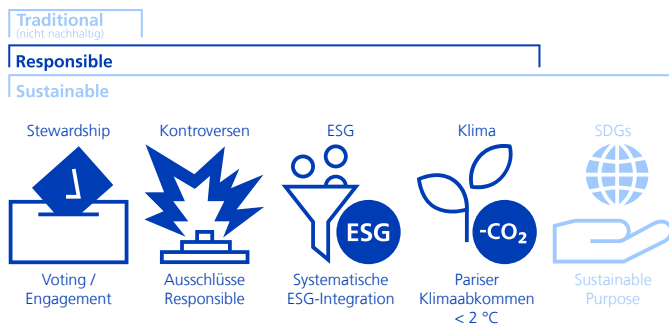 Traditional
(nicht nachhaltig)
Responsible
Sustainable
Stewardship
Kontroversen
ESG
Klima
SDGs
ESG
-CO₂
Voting /
Engagement
Ausschlüsse
Responsible
Systematische
ESG-Integration
Pariser
Klimaabkommen
< 2 °C
Sustainable
Purpose